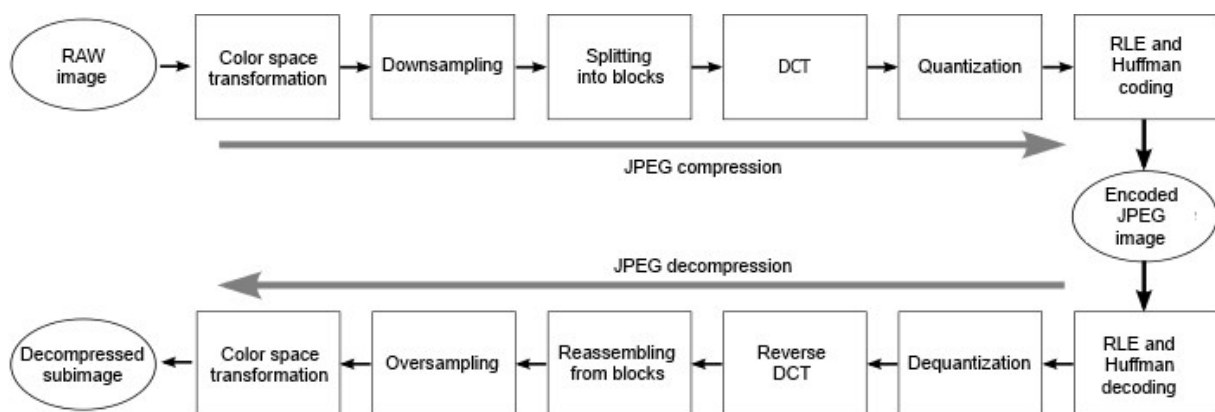 RAW
image
Color space
transformation
Downsampling
Splitting
into blocks
DCT
Quantization
RLE and
Huffman
coding
JPEG compression
Encoded
JPEG
image
JPEG decompression
Decompressed
subimage
Color space
transformation
Oversampling
Reassembling
from blocks
Reverse
DCT
Dequantization
RLE and
Huffman
decoding